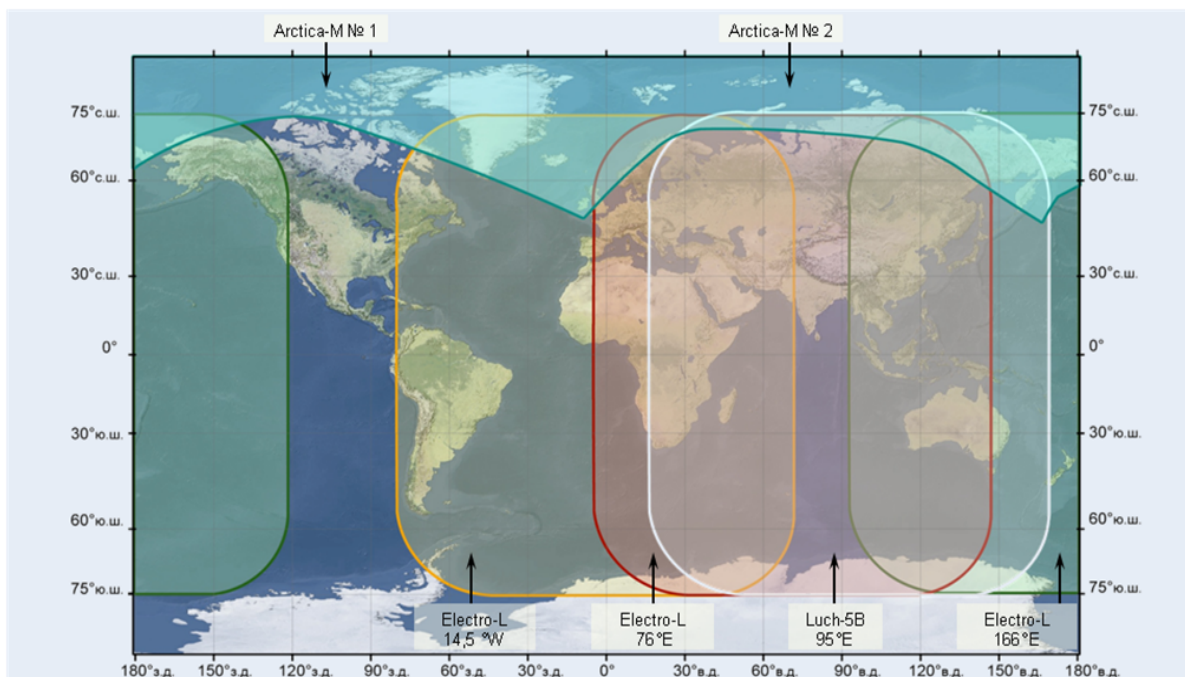 Arctica-M № 1
Arctica-M № 2
75°с.ш.
75°с.ш.
60°с.ш.
60°с.ш.
30°с.ш.
30°с.ш.
0°
0°
30°ю.ш.
30°ю.ш.
60°ю.ш.
60°ю.ш.
75°ю.ш.
75°ю.ш.
Electro-L
14,5 °W
Electro-L
76 °E
Luch-5B
95 °E
Electro-L
166 °E
180°з.д. 150°з.д. 120°з.д. 90°з.д. 60°з.д. 30°з.д. 0 30°в.д. 60°в.д. 90°в.д. 120°в.д. 150°в.д. 180°в.д.